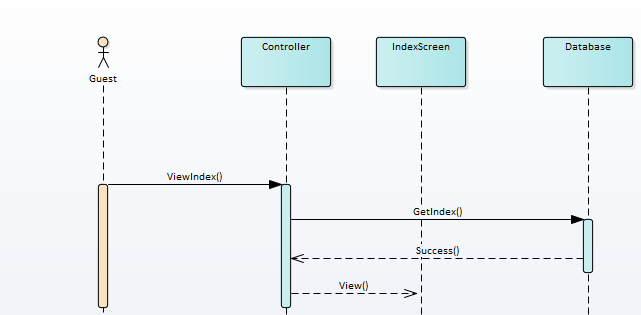 Controller
IndexScreen
Database
Guest
ViewIndex()
GetIndex()
Success()
View()